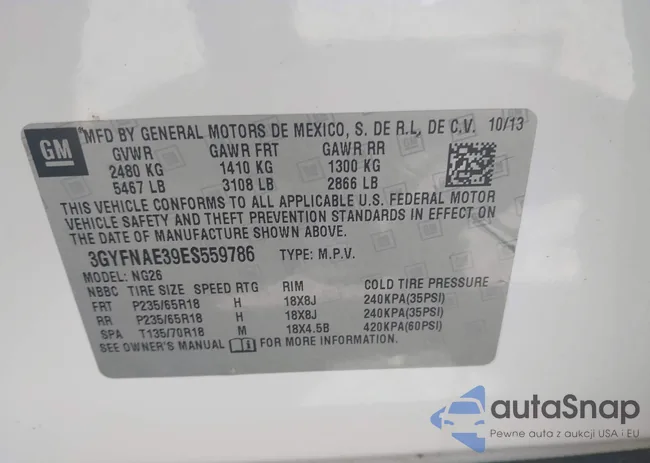 GM
MFD BY GENERAL MOTORS DE MEXICO, S. DE R.L, DE C.V. 10/13
GVWR GAWR FRT GAWR RR
2480 KG 1410 KG 1300 KG
5467 LB 3108 LB 2866 LB
THIS VEHICLE CONFORMS TO ALL APPLICABLE U.S. FEDERAL MOTOR
VEHICLE SAFETY AND THEFT PREVENTION STANDARDS IN EFFECT ON
THE DATE OF MANUFACTURE SHOWN ABOVE.
3GYFNAE39ES559786 TYPE: M.P.V.
MODEL: NG26
NBBC TIRE SIZE SPEED RTG RIM COLD TIRE PRESSURE
FRT P235/65R18 H 18X8J 240KPA(35PSI)
RR P235/65R18 H 18X8J 240KPA(35PSI)
SPA T135/70R18 M 18X4.5B 420KPA(60PSI)
SEE OWNER'S MANUAL FOR MORE INFORMATION.
autaSnap
Pewne auta z aukcji USA i EU